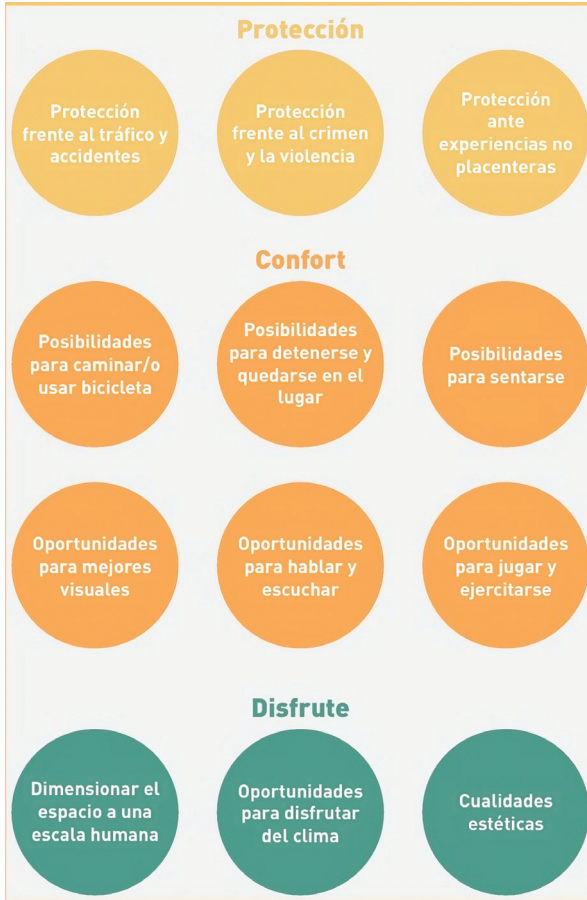 Protección
Protección
frente al tráfico y
accidentes
Protección
frente al crimen
y la violencia
Protección
ante
experiencias no
placenteras
Confort
Posibilidades
para caminar/o
usar bicicleta
Posibilidades
para detenerse y
quedarse en el
lugar
Posibilidades
para sentarse
Oportunidades
para mejores
visuales
Oportunidades
para hablar y
escuchar
Oportunidades
para jugar y
ejercitarse
Disfrute
Dimensionar el
espacio a una
escala humana
Oportunidades
para disfrutar
del clima
Cualidades
estéticas